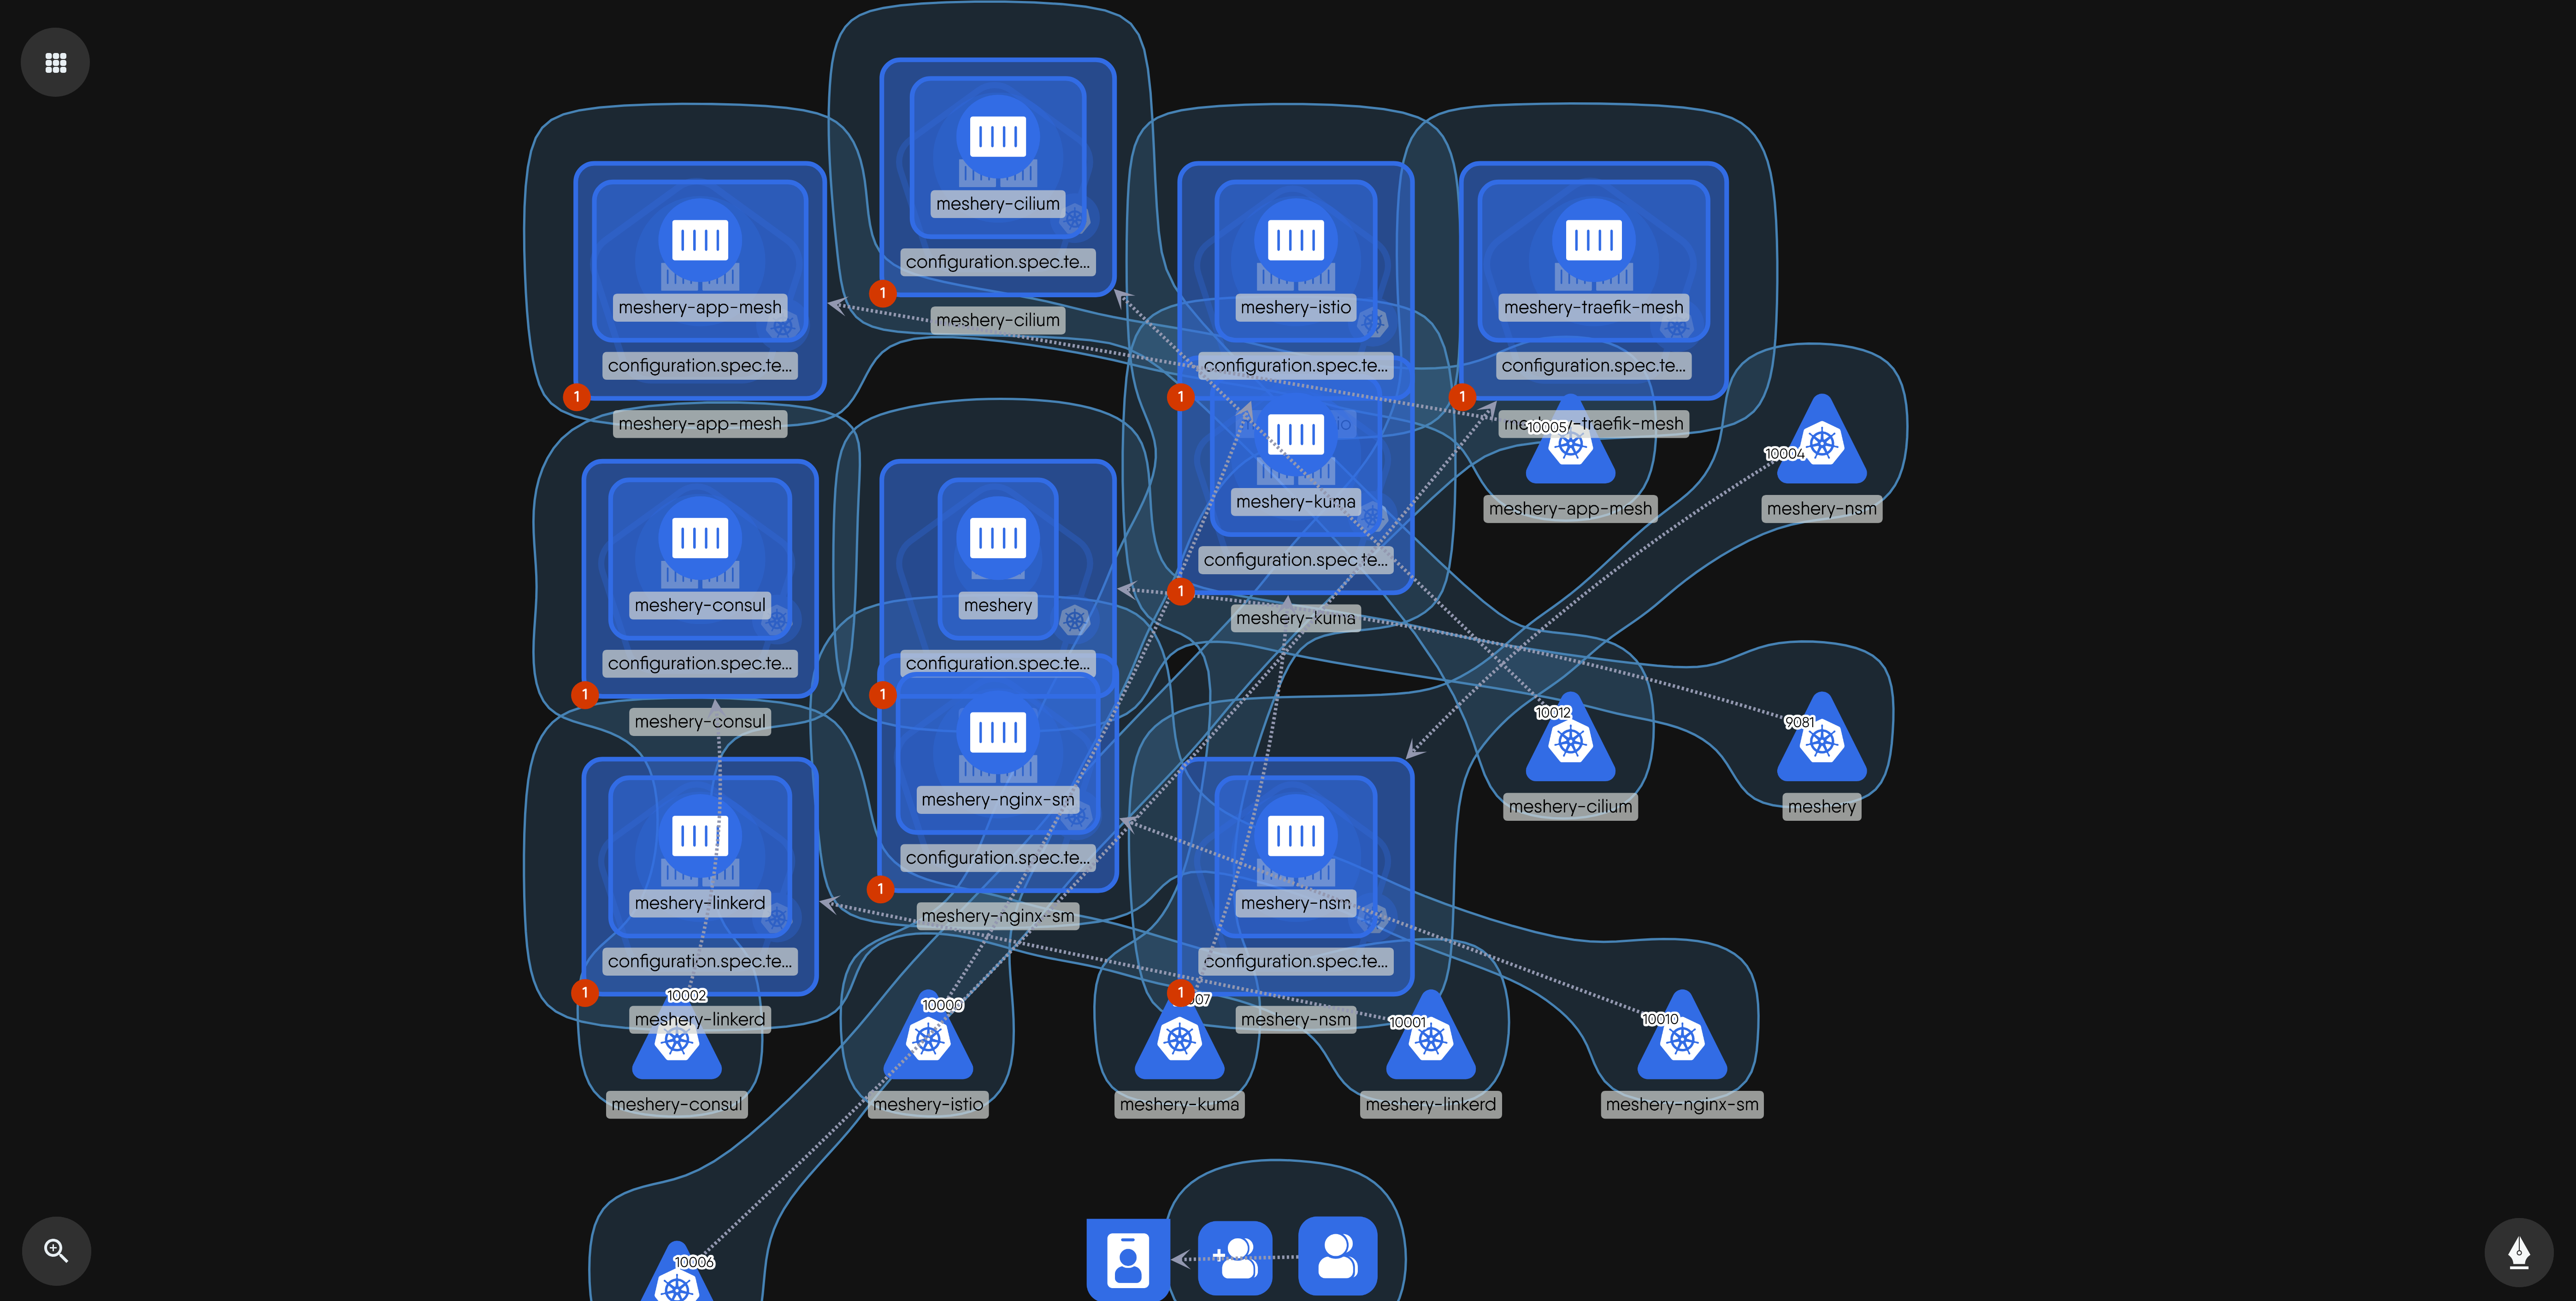 meshery-cilium
configuration.spec.te...
1
meshery-cilium
meshery-app-mesh
configuration.spec.te...
1
meshery-app-mesh
meshery-istio
configuration.spec.te...
1
meshery-traefik-mesh
configuration.spec.te...
1
-traefik-mesh
10005
meshery-app-mesh
10004
meshery-nsm
meshery-consul
configuration.spec.te...
1
meshery-consul
meshery
configuration.spec.te...
1
meshery-kuma
configuration.spec.te...
1
meshery-kuma
10012
meshery-cilium
9081
meshery
meshery-linkerd
configuration.spec.te...
1
meshery-linkerd
meshery-nginx-sm
configuration.spec.te...
1
meshery-nginx-sm
meshery-nsm
configuration.spec.te...
1
meshery-nsm
10002
meshery-consul
10000
meshery-istio
07
meshery-kuma
10001
meshery-linkerd
10010
meshery-nginx-sm
10006